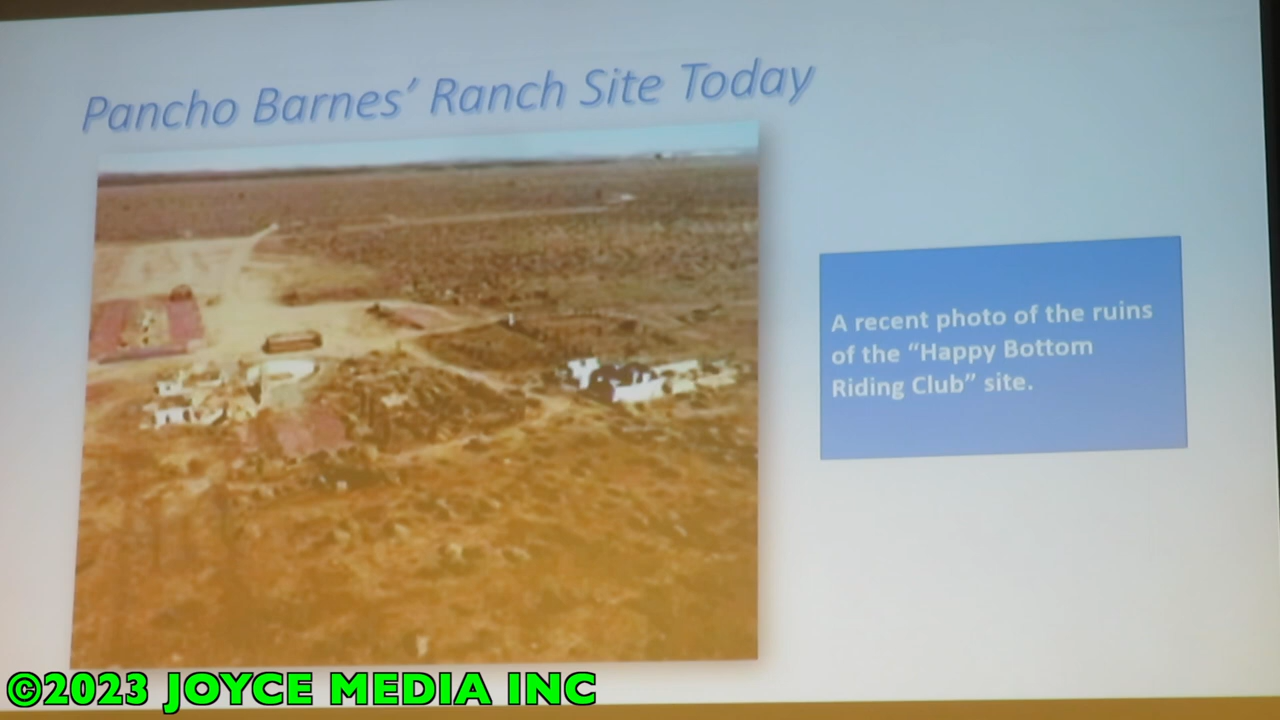 Pancho Barnes’ Ranch Site Today
A recent photo of the ruins
of the “Happy Bottom
Riding Club” site.
©2023 JOYCE MEDIA INC